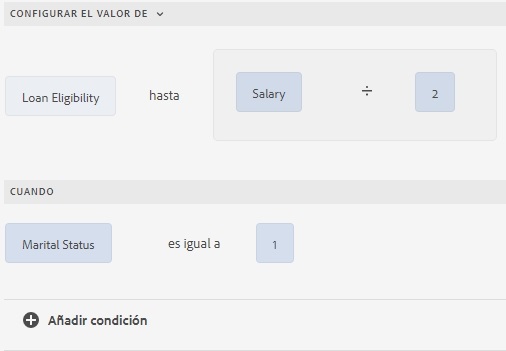 CONFIGURAR EL VALOR DE
Loan Eligibility hasta Salary ÷ 2
CUANDO
Marital Status es igual a 1
Añadir condición